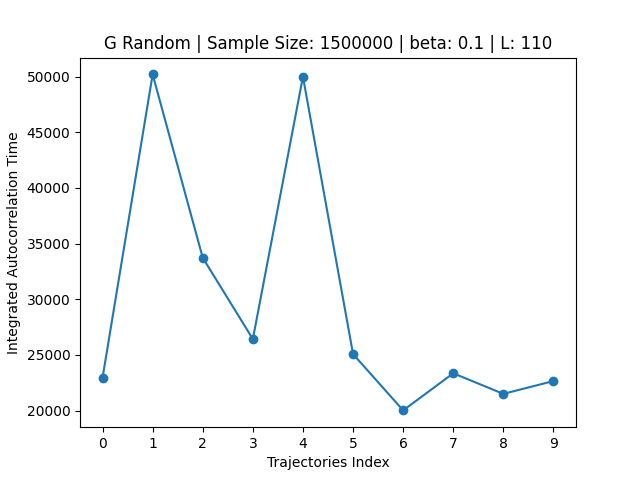 G Random | Sample Size: 1500000 | beta: 0.1 | L: 110
Integrated Autocorrelation Time
50000
45000
40000
35000
30000
25000
20000
0 1 2 3 4 5 6 7 8 9
Trajectories Index